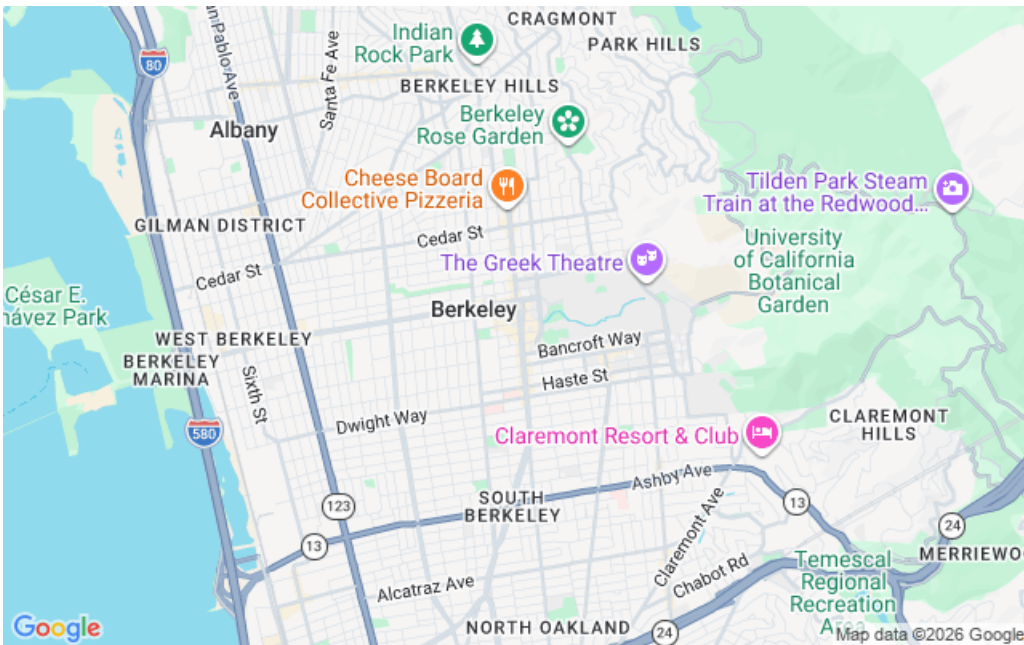 CRAGMONT
Indian
Rock Park
PARK HILLS
80
Pablo Ave
Santa Fe Ave
BERKELEY HILLS
Berkeley
Rose Garden
Albany
Cheese Board
Collective Pizzeria
Tilden Park Steam
Train at the Redwood...
GILMAN DISTRICT
Cedar St
University
of California
Botanical
Garden
The Greek Theatre
Cedar St
César E.
Park
Berkeley
WEST BERKELEY
Bancroft Way
BERKELEY
MARINA
Sixth St
Haste St
Dwight Way
CLAREMONT
HILLS
580
Claremont Resort & Club
Ashby Ave
SOUTH
BERKELEY
123
13
24
13
Claremont Ave
MERRIEWO
Temescal
Regional
Recreation
Chabot Rd
Alcatraz Ave
NORTH OAKLAND
24
Google
Map data ©2026 Google